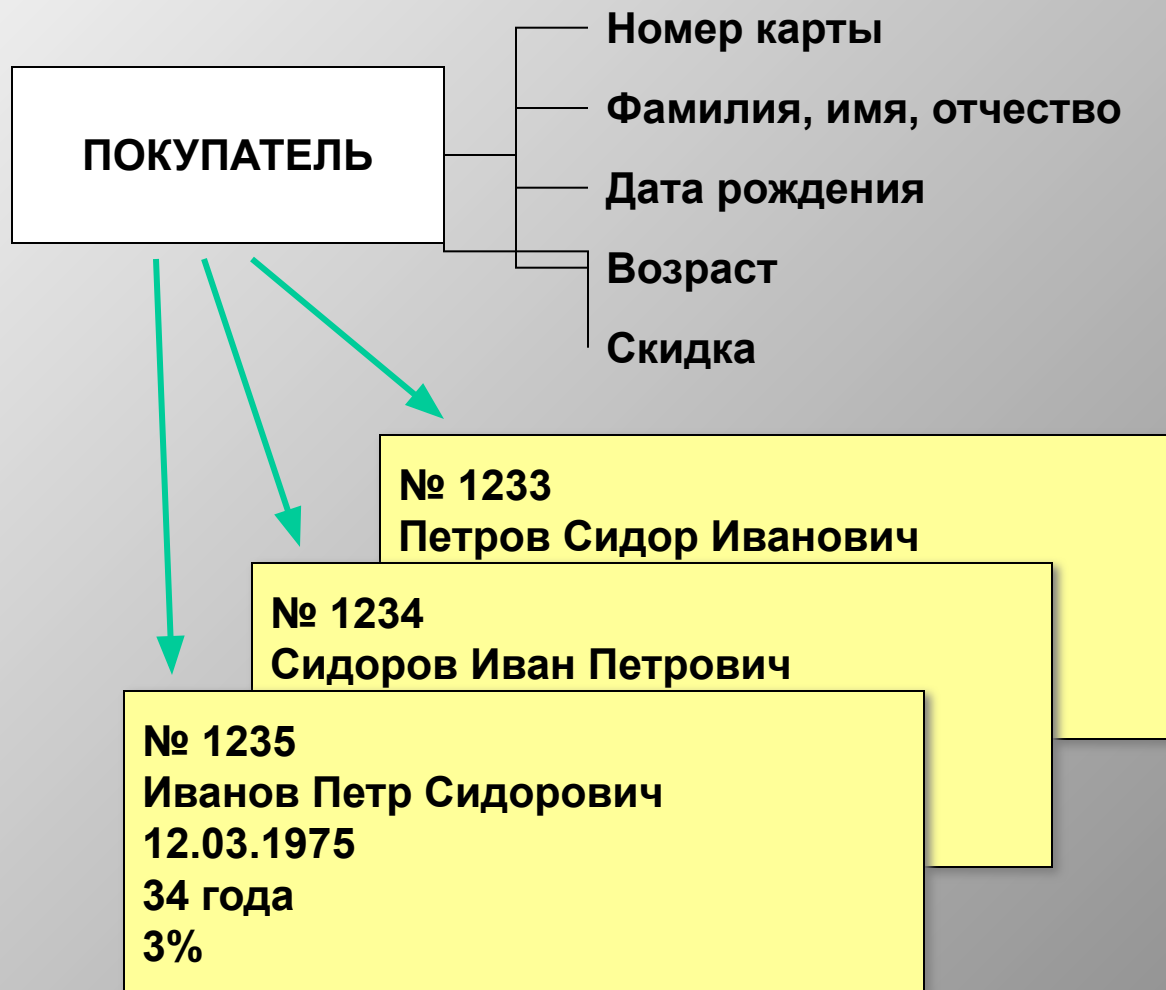 ПОКУПАТЕЛЬ
Номер карты
Фамилия, имя, отчество
Дата рождения
Возраст
Скидка
№ 1233
Петров Сидор Иванович
№ 1234
Сидоров Иван Петрович
№ 1235
Иванов Петр Сидорович
12.03.1975
34 года
3%